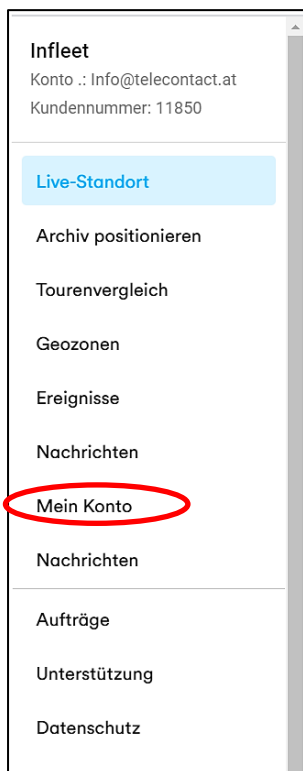 Infleet
Konto .: Info@telecontact.at
Kundennummer: 11850
Live-Standort
Archiv positionieren
Tourenvergleich
Geozonen
Ereignisse
Nachrichten
Mein Konto
Nachrichten
Aufträge
Unterstützung
Datenschutz